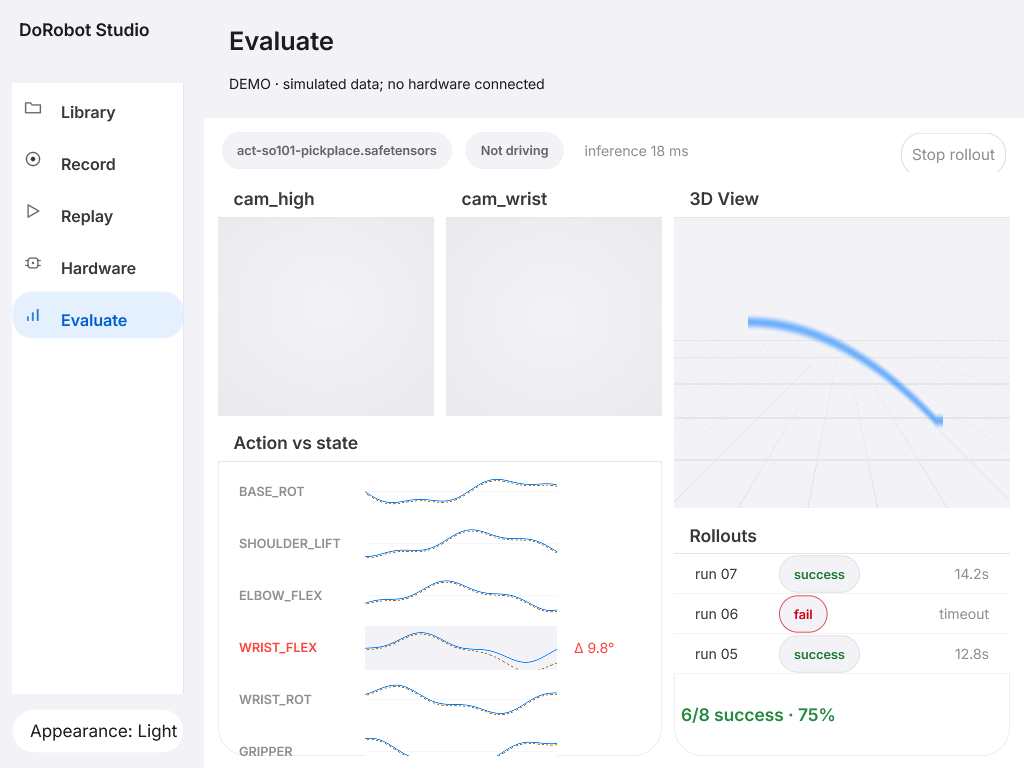 DoRobot Studio
Library
Record
Replay
Hardware
Evaluate
Appearance: Light
Evaluate
DEMO · simulated data; no hardware connected
act-so101-pickplace.safetensors
Not driving
inference 18 ms
Stop rollout
cam_high
cam_wrist
3D View
Action vs state
BASE_ROT
SHOULDER_LIFT
ELBOW_FLEX
WRIST_FLEX Δ 9.8°
WRIST_ROT
GRIPPER
Rollouts
run 07 success 14.2s
run 06 fail timeout
run 05 success 12.8s
6/8 success · 75%